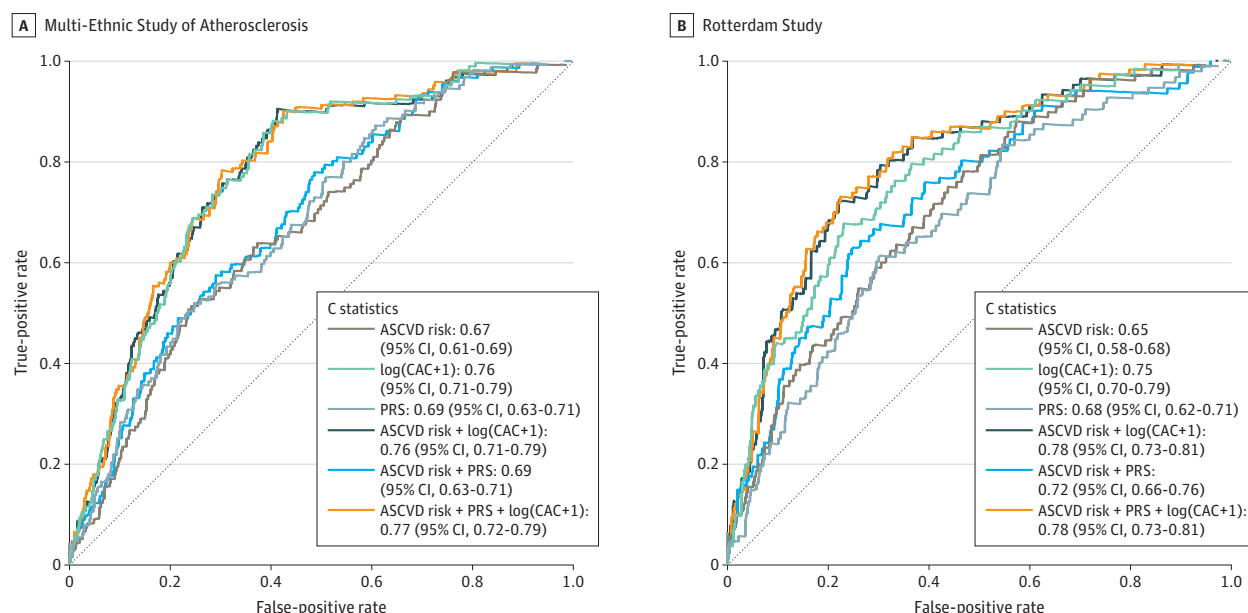 A Multi-Ethnic Study of Atherosclerosis
1.0
0.8
0.6
0.4
0.2
0
True-positive rate
0
0.2
0.4
0.6
0.8
1.0
False-positive rate
C statistics
ASCVD risk: 0.67
(95% CI, 0.61-0.69)
log(CAC+1): 0.76
(95% CI, 0.71-0.79)
PRS: 0.69 (95% CI, 0.63-0.71)
ASCVD risk + log(CAC+1):
0.76 (95% CI, 0.71-0.79)
ASCVD risk + PRS: 0.69
(95% CI, 0.63-0.71)
ASCVD risk + PRS + log(CAC+1):
0.77 (95% CI, 0.72-0.79)
B Rotterdam Study
1.0
0.8
0.6
0.4
0.2
0
True-positive rate
0
0.2
0.4
0.6
0.8
1.0
False-positive rate
C statistics
ASCVD risk: 0.65
(95% CI, 0.58-0.68)
log(CAC+1): 0.75
(95% CI, 0.70-0.79)
PRS: 0.68 (95% CI, 0.62-0.71)
ASCVD risk + log(CAC+1):
0.78 (95% CI, 0.73-0.81)
ASCVD risk + PRS:
0.72 (95% CI, 0.66-0.76)
ASCVD risk + PRS + log(CAC+1):
0.78 (95% CI, 0.73-0.81)